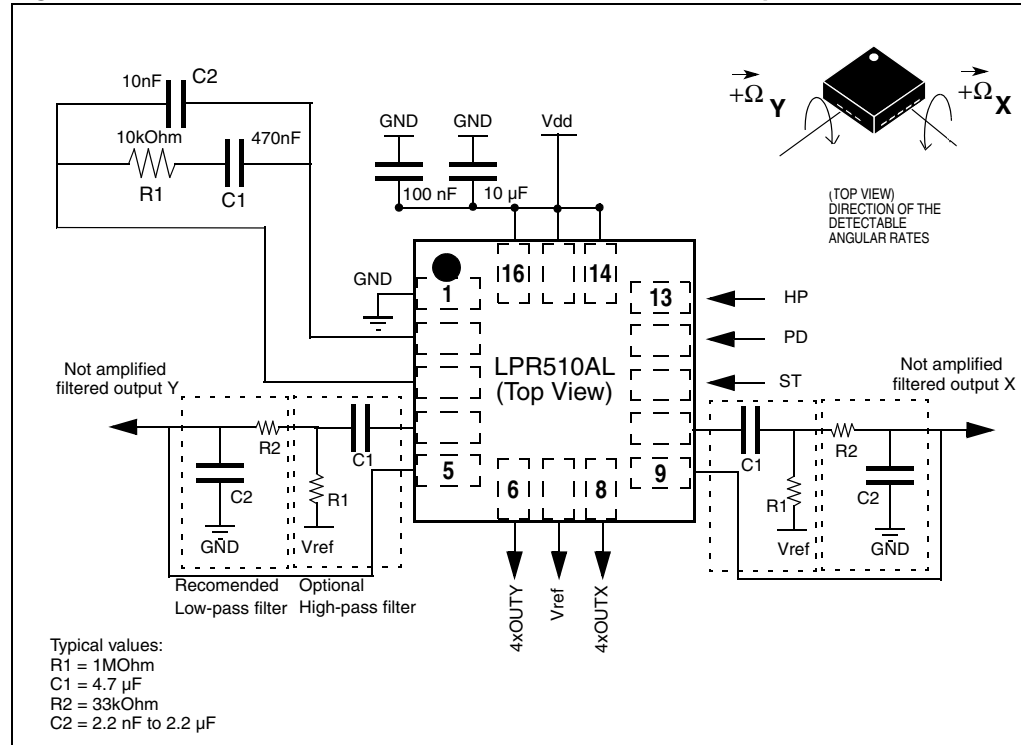 10nF C2
10kOhm 470nF
R1 C1
GND GND Vdd
100 nF 10 µF
+Ω Y +Ω X
(TOP VIEW)
DIRECTION OF THE
DETECTABLE
ANGULAR RATES
GND
1 16 14 13
HP
PD
ST
LPR510AL
(Top View)
Not amplified
filtered output Y
Not amplified
filtered output X
R2 C1
C2 R1
GND Vref
5 6 8 9
C1 R2
R1 C2
Vref GND
Recomended
Low-pass filter
Optional
High-pass filter
4xOUTY
Vref
4xOUTX
Typical values:
R1 = 1MOhm
C1 = 4.7 µF
R2 = 33kOhm
C2 = 2.2 nF to 2.2 µF